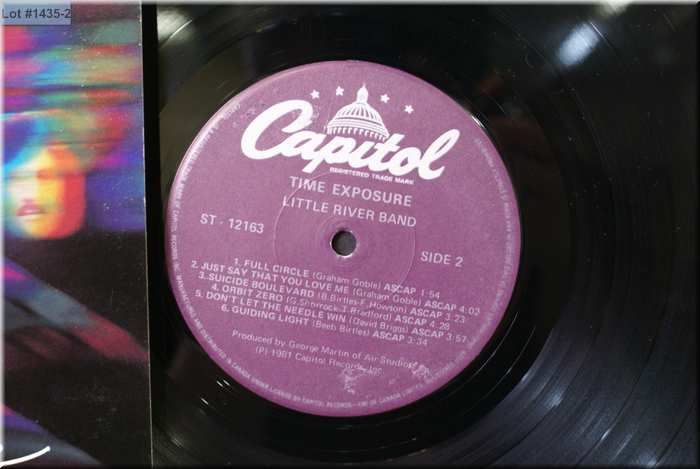 Lot #1435-2
Capitol
REGISTERED TRADE MARK
TIME EXPOSURE
LITTLE RIVER BAND
ST - 12163
SIDE 2
1. FULL CIRCLE (Graham Goble) ASCAP 1:54
2. JUST SAY THAT YOU LOVE ME (Graham Goble) ASCAP 4:02
3. SUICIDE BOULEVARD (B. Birtles-F. Howton) ASCAP 3:23
4. ORBIT ZERO (G. Shorrock-T. Bradford) ASCAP 4:28
5. DON'T LET THE NEEDLE WIN (David Briggs) ASCAP 3:57
6. GUIDING LIGHT (Beeb Birtles) ASCAP 3:34
Produced by George Martin of Air Studios
(P) 1981 Capitol Records, Inc.